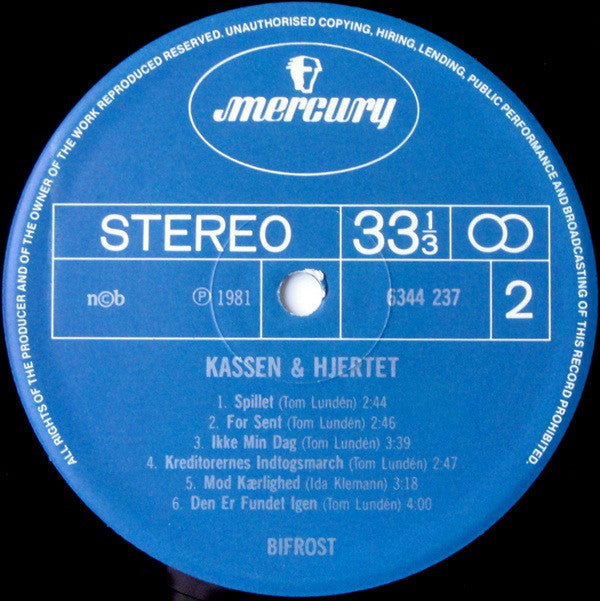 ALL RIGHTS OF THE PRODUCER AND OF THE OWNER OF THE WORK REPRODUCED RESERVED. UNAUTHORISED COPYING, HIRING, LENDING, PUBLIC PERFORMANCE AND BROADCASTING OF THIS RECORD PROHIBITED.
mercury
STEREO 33 1/3
n©b ℗ 1981 6344 237 2
KASSEN & HJERTET
1. Spillet (Tom Lundén) 2:44
2. For Sent (Tom Lundén) 2:46
3. Ikke Min Dag (Tom Lundén) 3:39
4. Kreditorernes Indtogsmarch (Tom Lundén) 2:47
5. Mod Kærlighed (Ida Klemann) 3:18
6. Den Er Fundet Igen (Tom Lundén) 4:00
BIFROST